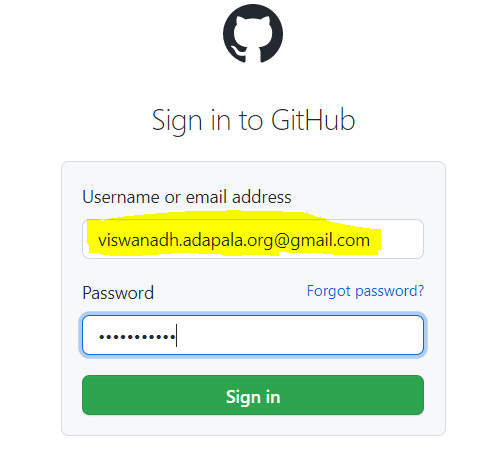 Sign in to GitHub
Username or email address
viswanadh.adapala.org@gmail.com
Password Forgot password?
•••••••••••
Sign in